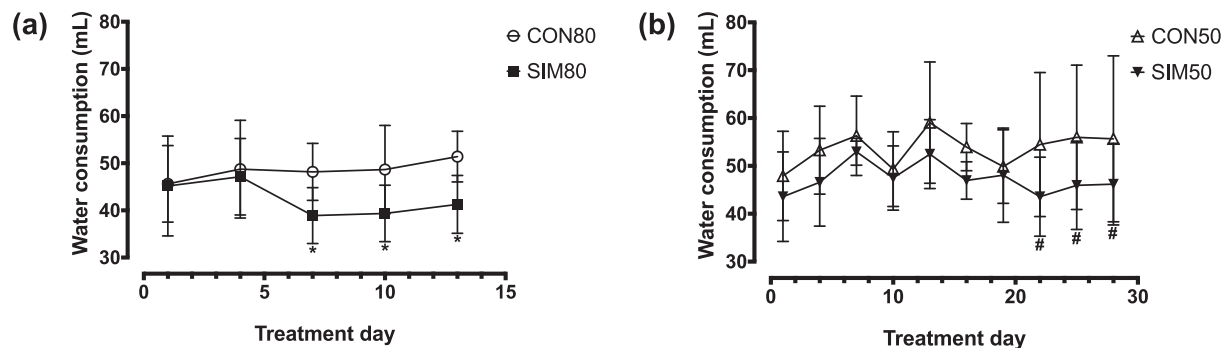 (a)
Water consumption (mL)
80
70
60
50
40
30
0
5
10
15
Treatment day
CON80
SIM80
*
*
*
(b)
Water consumption (mL)
80
70
60
50
40
30
0
10
20
30
Treatment day
CON50
SIM50
#
#
#